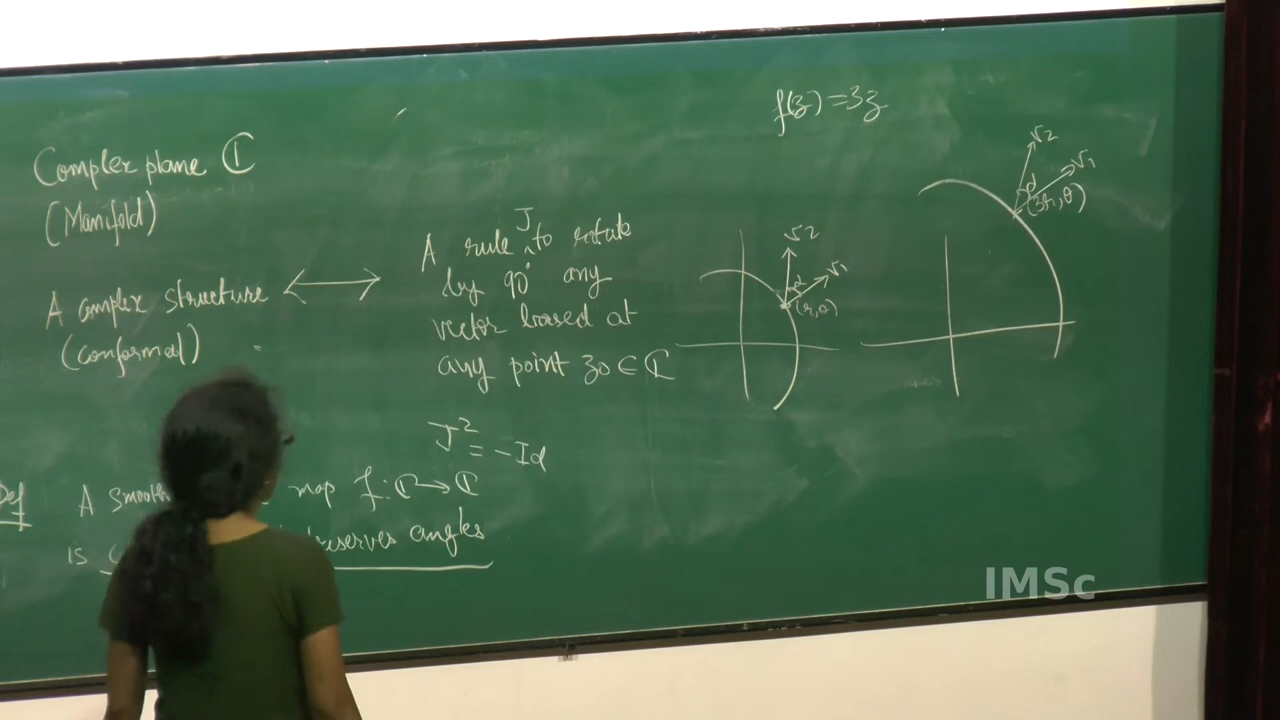 Complex plane ℂ
(Manifold)
A complex structure
(conformal)
A rule J to rotate
by 90° any
vector based at
any point z0 ∈ ℂ
J² = -Id
Def A smooth map f: ℂ → ℂ
is preserves angles
f(z) = 3z
v2
v1
α
(r,θ)
v2
v1
α
(3r,θ)
IMSc